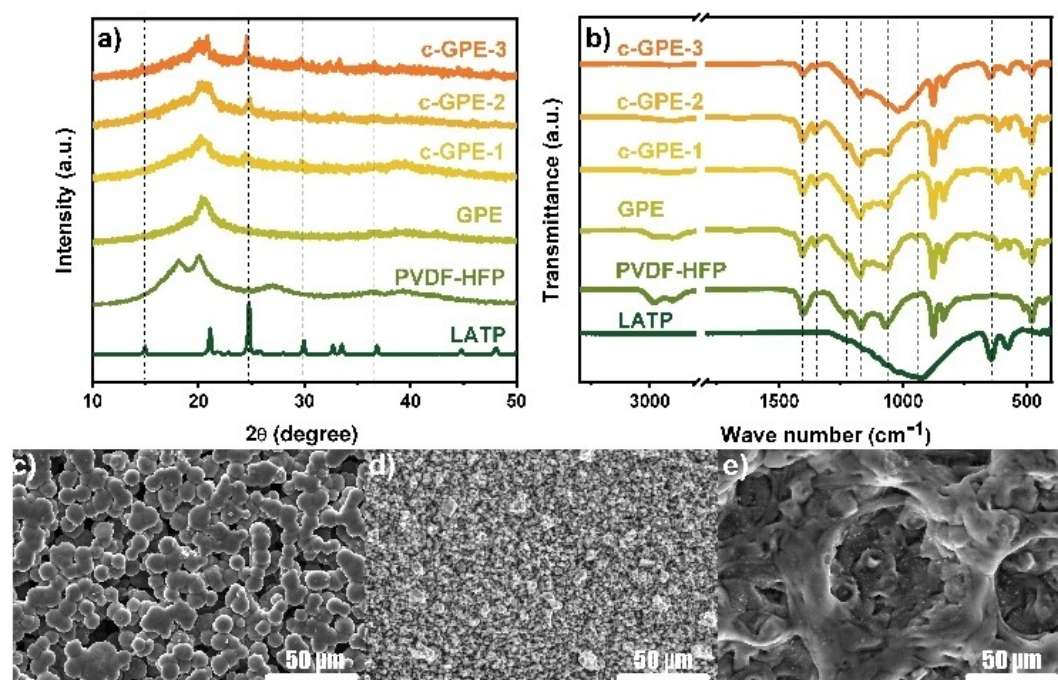 a)
c-GPE-3
c-GPE-2
c-GPE-1
GPE
PVDF-HFP
LATP
Intensity (a.u.)
10 20 30 40 50
2θ (degree)
b)
c-GPE-3
c-GPE-2
c-GPE-1
GPE
PVDF-HFP
LATP
Transmittance (a.u.)
3000 1500 1000 500
Wave number (cm⁻¹)
c)
50 μm
d)
50 μm
e)
50 μm